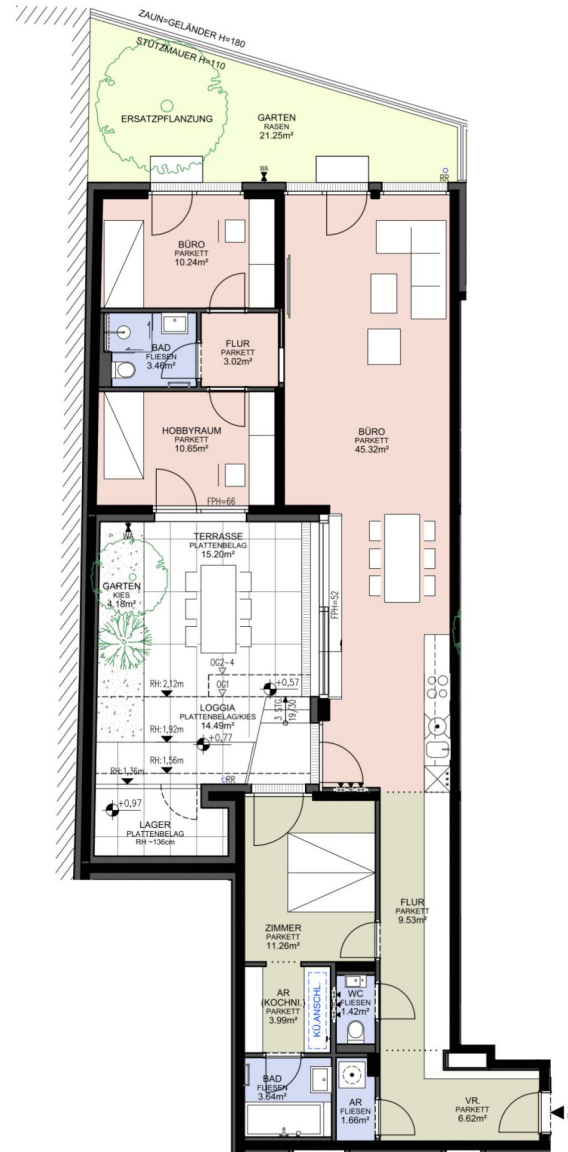 ZAUN=GELÄNDER H=180
STÜTZMAUER H=110
ERSATZPFLANZUNG
GARTEN
RASEN
21.25m²
WA
RR
BÜRO
PARKETT
10.24m²
BAD
FLIESEN
3.46m²
FLUR
PARKETT
3.02m²
HOBBYRAUM
PARKETT
10.65m²
BÜRO
PARKETT
45.32m²
FPH=66
WA
TERRASSE
PLATTENBELAG
15.20m²
GARTEN
KIES
4.18m²
FPH=52
OG2-4
RH: 2,12m
OG1
+0,57
LOGGIA
PLATTENBELAG/KIES
14.49m²
3 STG
19/30
RH: 1,92m
+0,77
RH: 1,56m
RH: 1,36m
RR
+0,97
LAGER
PLATTENBELAG
RH ~136cm
FLUR
PARKETT
9.53m²
ZIMMER
PARKETT
11.26m²
AR
(KOCHNI.)
PARKETT
3.99m²
KÜ.ANSCHL.
WC
FLIESEN
1.42m²
BAD
FLIESEN
3.64m²
AR
FLIESEN
1.66m²
VR.
PARKETT
6.62m²